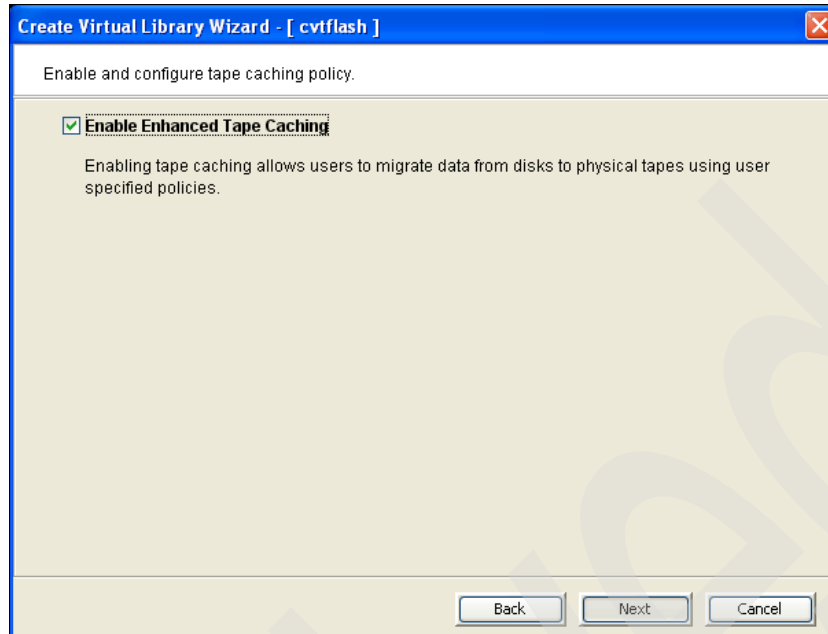 Create Virtual Library Wizard - [ cvtflash ]
Enable and configure tape caching policy.
Enable Enhanced Tape Caching
Enabling tape caching allows users to migrate data from disks to physical tapes using user
specified policies.
Back Next Cancel